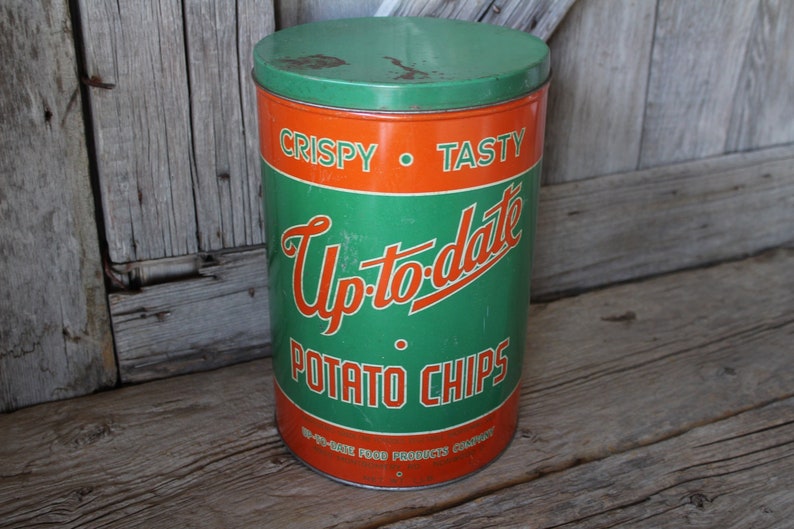 CRISPY • TASTY
Up-to-date
•
POTATO CHIPS
UP-TO-DATE FOOD PRODUCTS COMPANY